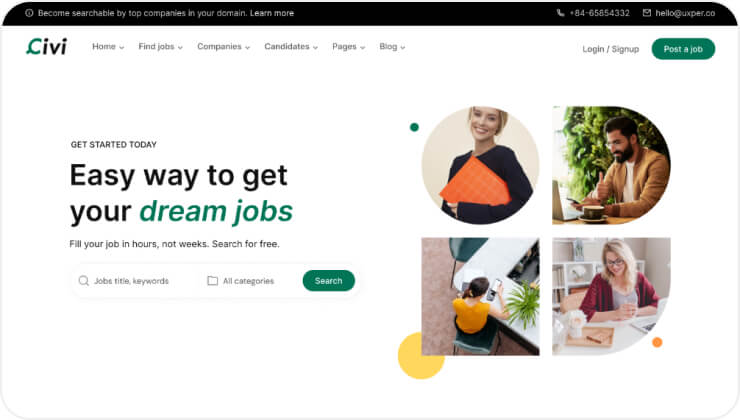 Become searchable by top companies in your domain. Learn more
+84-65854332
hello@uxper.co
Civi
Home
Find jobs
Companies
Candidates
Pages
Blog
Login / Signup
Post a job
GET STARTED TODAY
Easy way to get
your dream jobs
Fill your job in hours, not weeks. Search for free.
Jobs title, keywords
All categories
Search